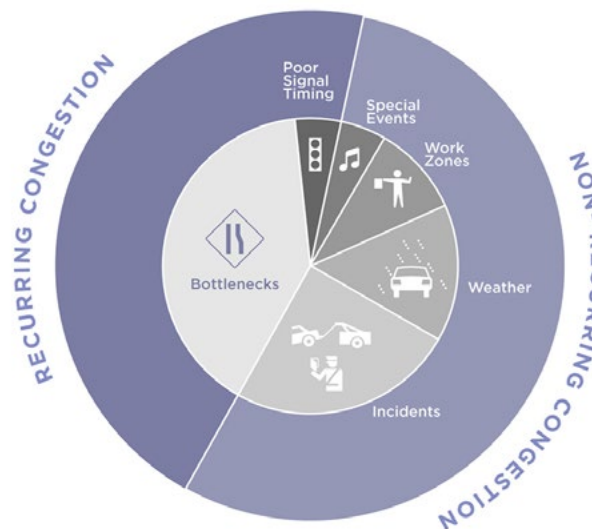 RECURRING CONGESTION
Poor
Signal
Timing
Special
Events
Work
Zones
Bottlenecks
Weather
Incidents
NON-RECURRING CONGESTION